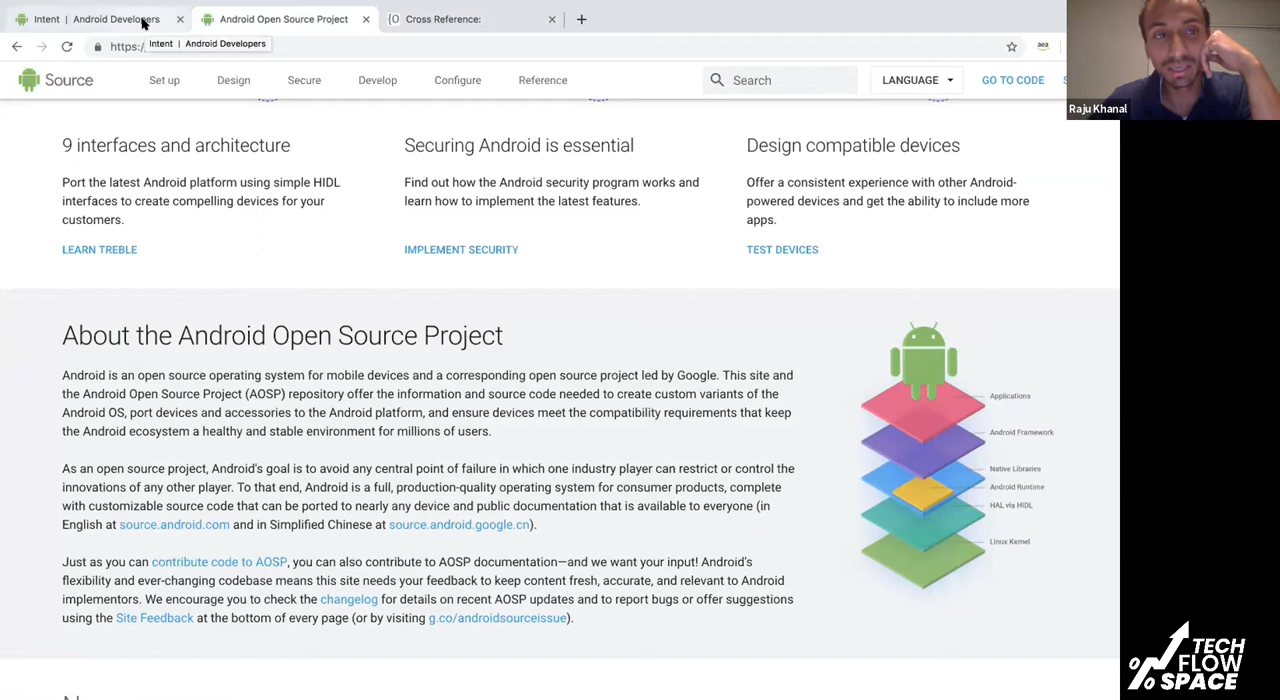 Intent | Android Developers
Android Open Source Project
Cross Reference:
https:/
Intent | Android Developers
Source
Set up
Design
Secure
Develop
Configure
Reference
Search
LANGUAGE
GO TO CODE
Raju Khanal
9 interfaces and architecture
Port the latest Android platform using simple HIDL
interfaces to create compelling devices for your
customers.
LEARN TREBLE
Securing Android is essential
Find out how the Android security program works and
learn how to implement the latest features.
IMPLEMENT SECURITY
Design compatible devices
Offer a consistent experience with other Android-
powered devices and get the ability to include more
apps.
TEST DEVICES
About the Android Open Source Project
Android is an open source operating system for mobile devices and a corresponding open source project led by Google. This site and
the Android Open Source Project (AOSP) repository offer the information and source code needed to create custom variants of the
Android OS, port devices and accessories to the Android platform, and ensure devices meet the compatibility requirements that keep
the Android ecosystem a healthy and stable environment for millions of users.
As an open source project, Android's goal is to avoid any central point of failure in which one industry player can restrict or control the
innovations of any other player. To that end, Android is a full, production-quality operating system for consumer products, complete
with customizable source code that can be ported to nearly any device and public documentation that is available to everyone (in
English at source.android.com and in Simplified Chinese at source.android.google.cn).
Just as you can contribute code to AOSP, you can also contribute to AOSP documentation—and we want your input! Android's
flexibility and ever-changing codebase means this site needs your feedback to keep content fresh, accurate, and relevant to Android
implementors. We encourage you to check the changelog for details on recent AOSP updates and to report bugs or offer suggestions
using the Site Feedback at the bottom of every page (or by visiting g.co/androidsourceissue).
Applications
Android Framework
Native Libraries
Android Runtime
HAL via HIDL
Linux Kernel
TECH
FLOW
SPACE